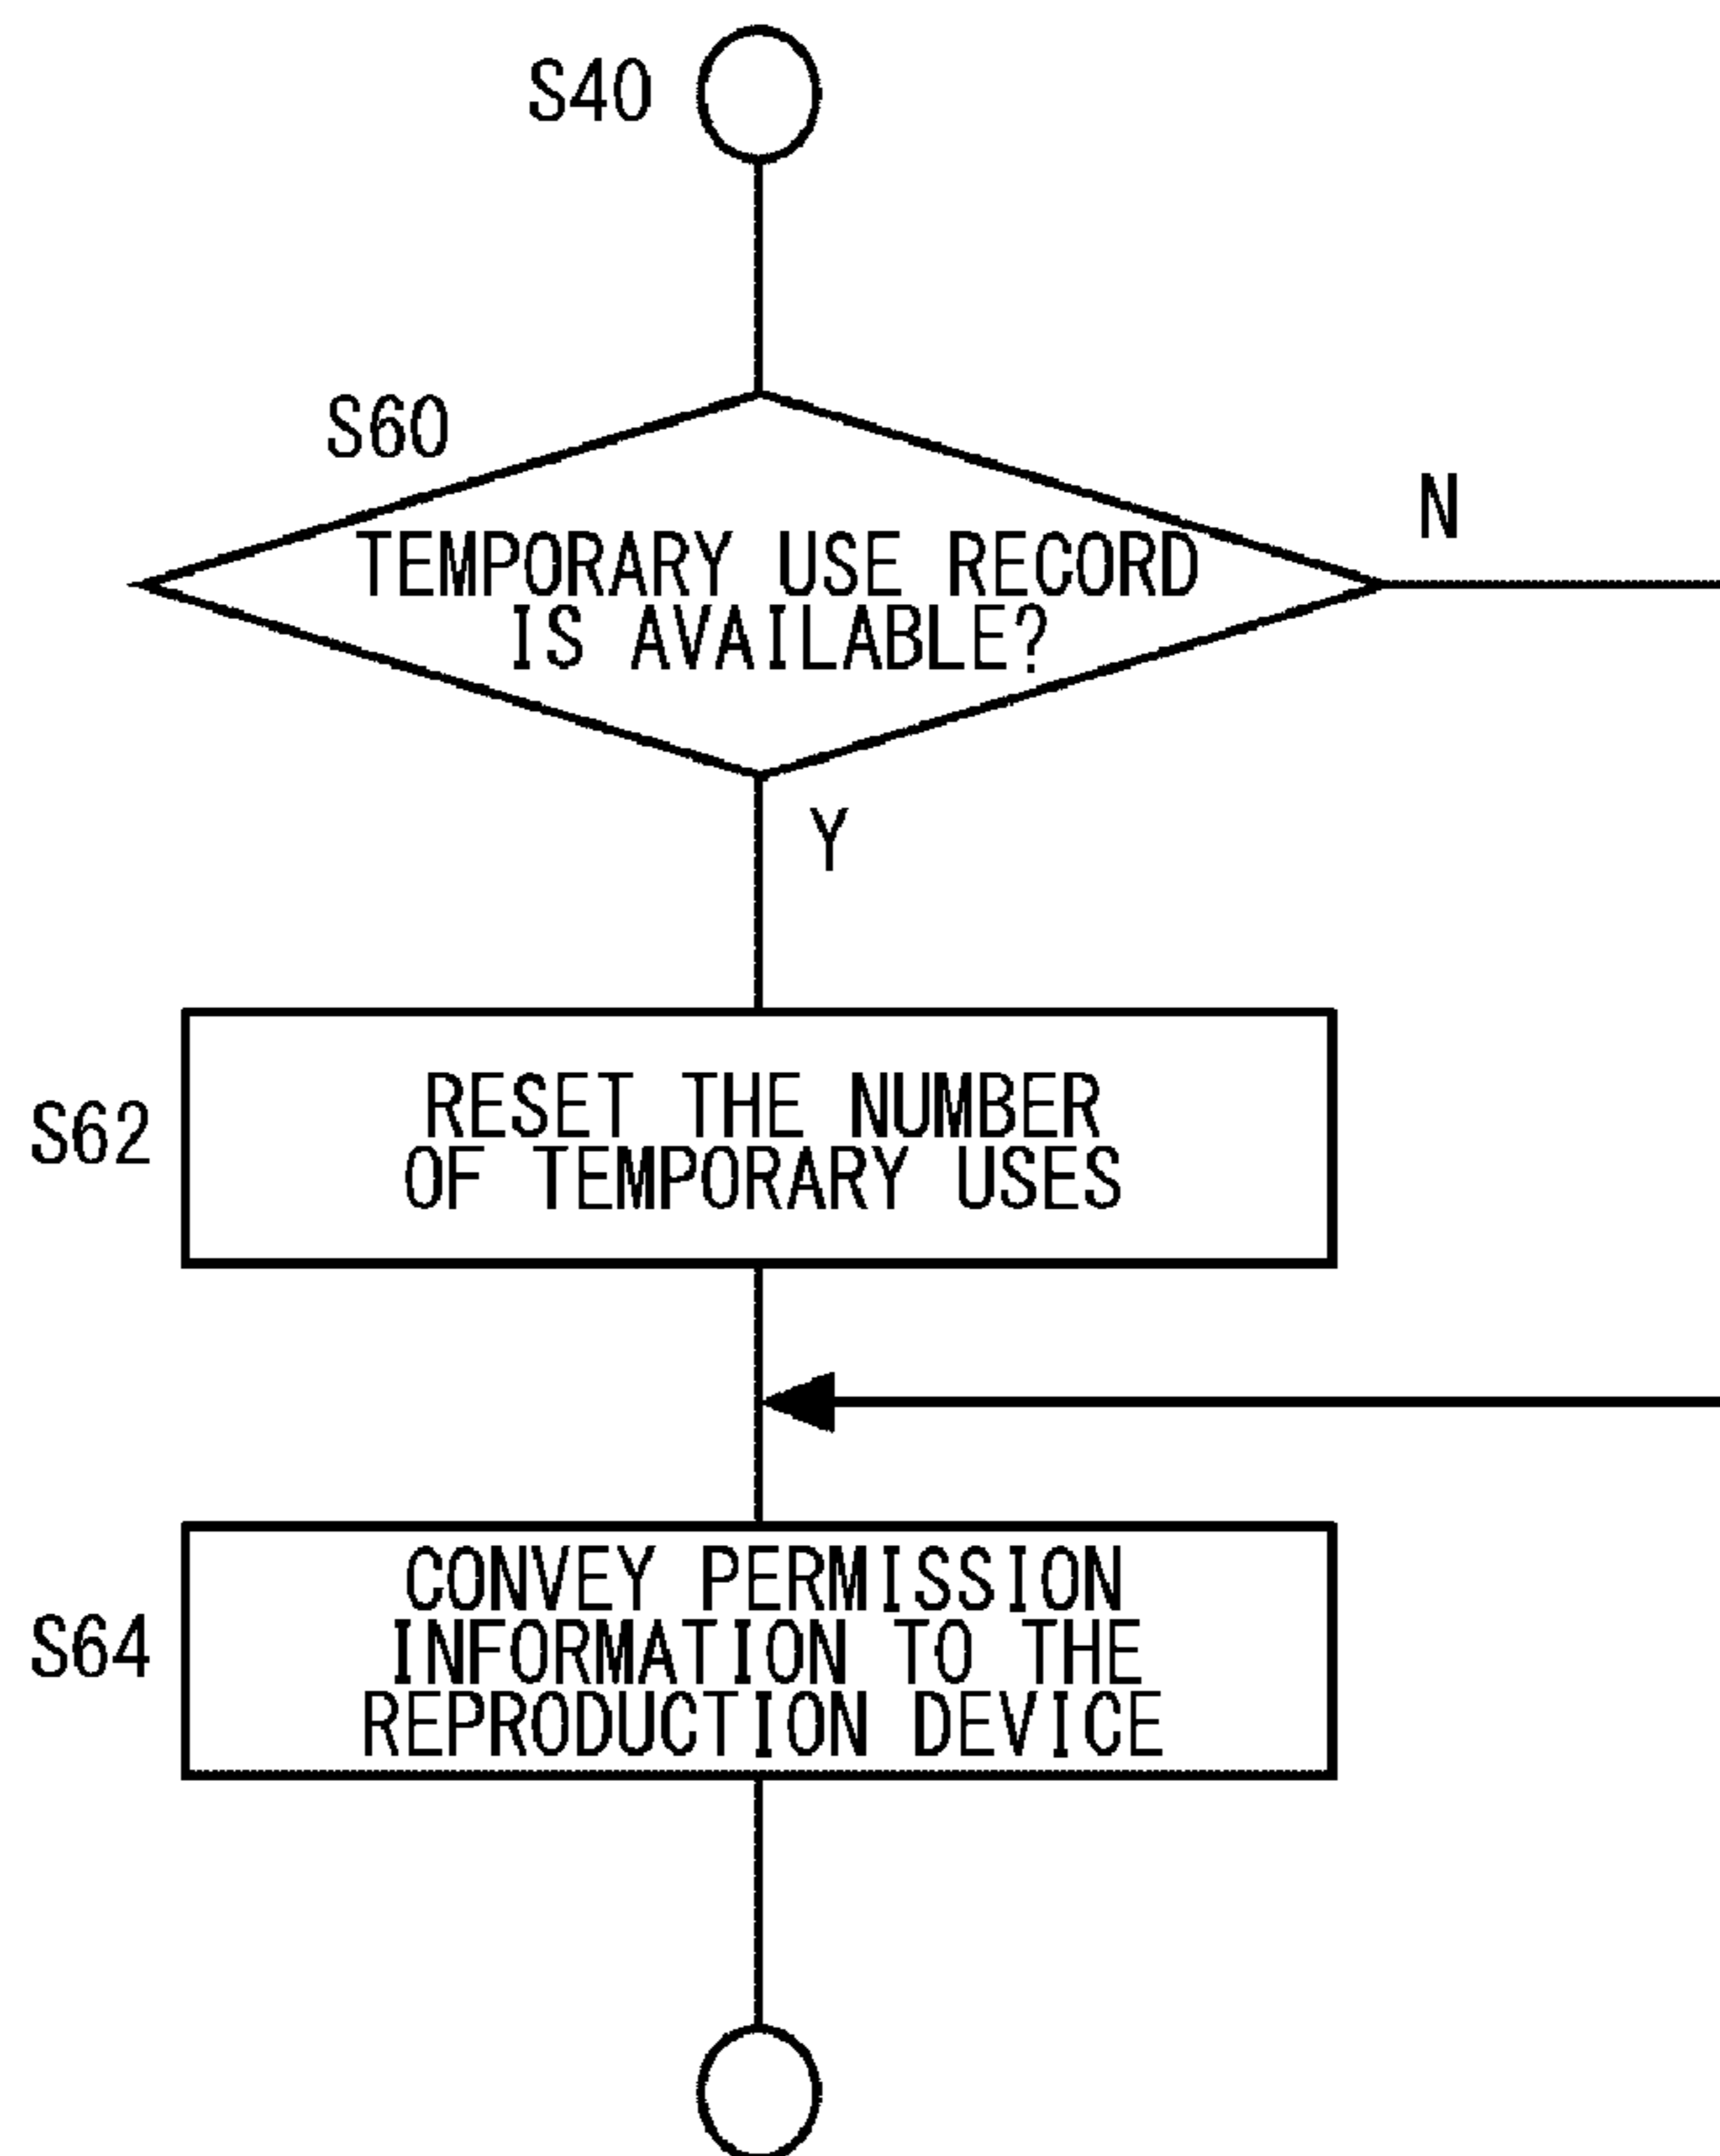 S40
S60
TEMPORARY USE RECORD
IS AVAILABLE?
N
Y
S62
RESET THE NUMBER
OF TEMPORARY USES
S64
CONVEY PERMISSION
INFORMATION TO THE
REPRODUCTION DEVICE